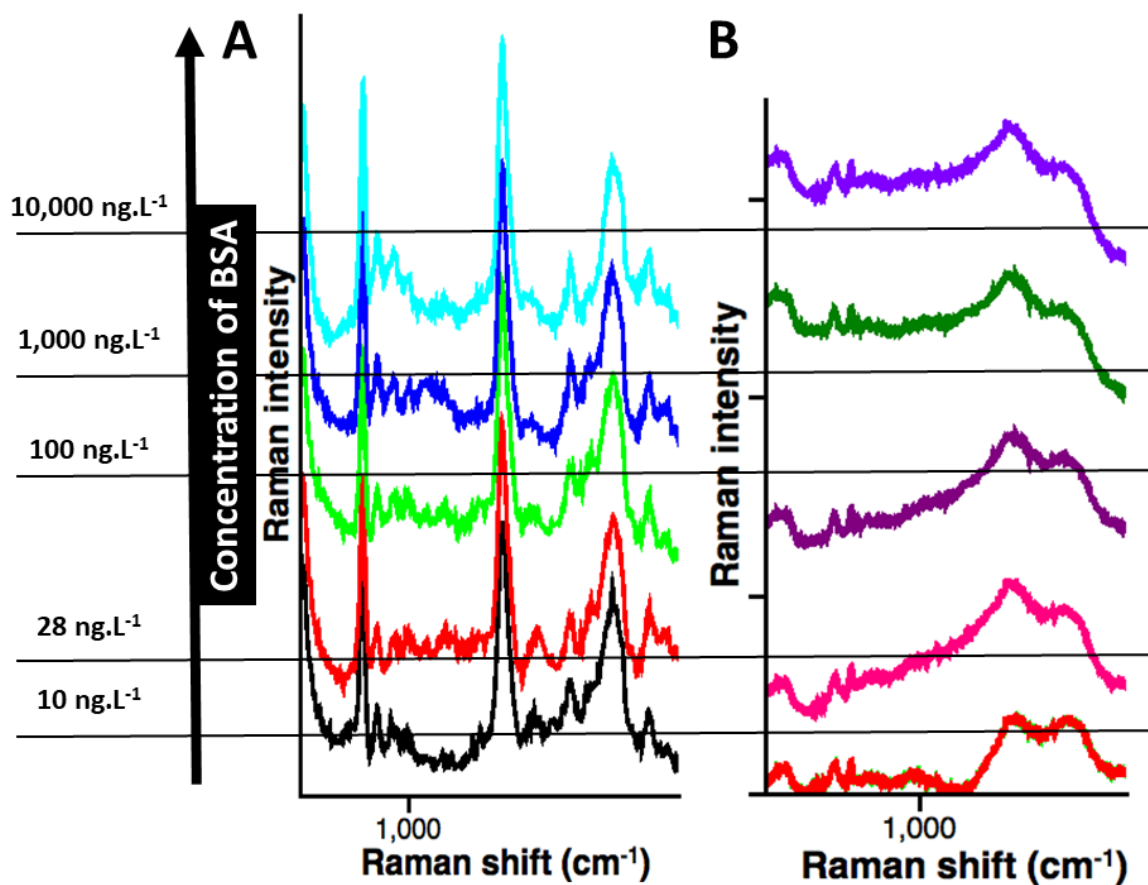 A
B
10,000 ng.L⁻¹
1,000 ng.L⁻¹
100 ng.L⁻¹
28 ng.L⁻¹
10 ng.L⁻¹
Concentration of BSA
Raman intensity
Raman intensity
1,000
Raman shift (cm⁻¹)
1,000
Raman shift (cm⁻¹)